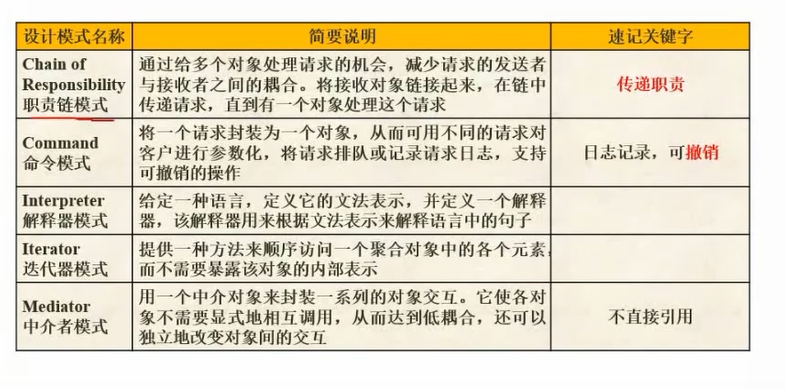 设计模式名称 简要说明 速记关键字
Chain of
Responsibility
职责链模式
通过给多个对象处理请求的机会，减少请求的发送者
与接收者之间的耦合。将接收对象链接起来，在链中
传递请求，直到有一个对象处理这个请求
传递职责
Command
命令模式
将一个请求封装为一个对象，从而可用不同的请求对
客户进行参数化，将请求排队或记录请求日志，支持
可撤销的操作
日志记录，可撤销
Interpreter
解释器模式
给定一种语言，定义它的文法表示，并定义一个解释
器，该解释器用来根据文法表示来解释语言中的句子
Iterator
迭代器模式
提供一种方法来顺序访问一个聚合对象中的各个元素，
而不需要暴露该对象的内部表示
Mediator
中介者模式
用一个中介对象来封装一系列的对象交互。它使各对
象不需要显式地相互调用，从而达到低耦合，还可以
独立地改变对象间的交互
不直接引用